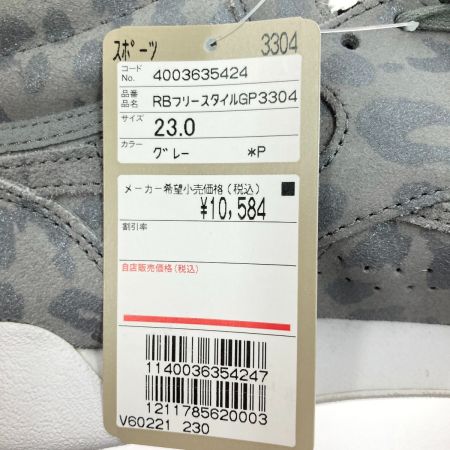 スポーツ 3304
コード
No. 4003635424
品番
品名 RBフリースタイルGP3304
サイズ
23.0
カラー
グレー *P
メーカー希望小売価格(税込)
¥10,584
割引率
自店販売価格(税込)
1140036354247
1211785620003
V60221 230